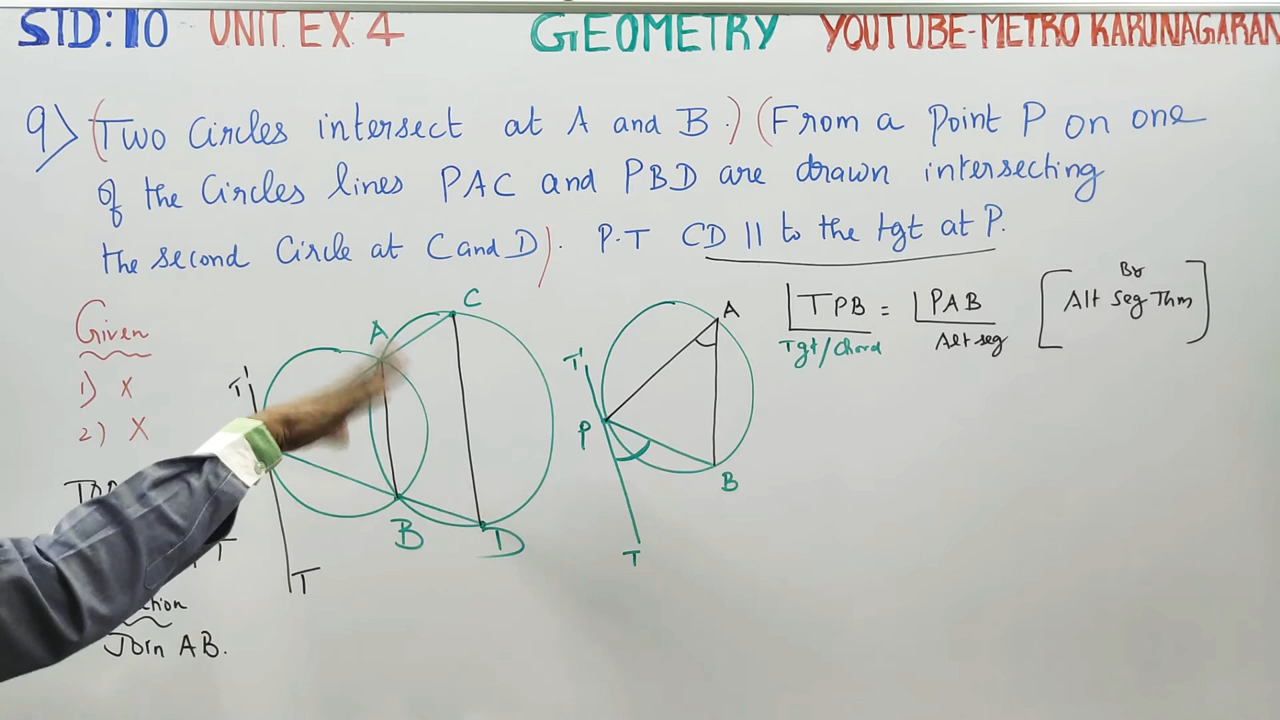 STD: 10 - UNIT. EX. 4 GEOMETRY YOUTUBE-METRO KARUNAGARAN
9) (Two Circles intersect at A and B.) (From a Point P on one
of the Circles lines PAC and PBD are drawn intersecting
the second Circle at C and D). P.T CD || to the tgt at P.
Given
1) X
2) X
T
Join AB.
T'
A
C
B
D
T
T'
P
A
B
T
∠TPB = ∠PAB [By Alt Seg Thm]
Tgt/Chord Alt seg